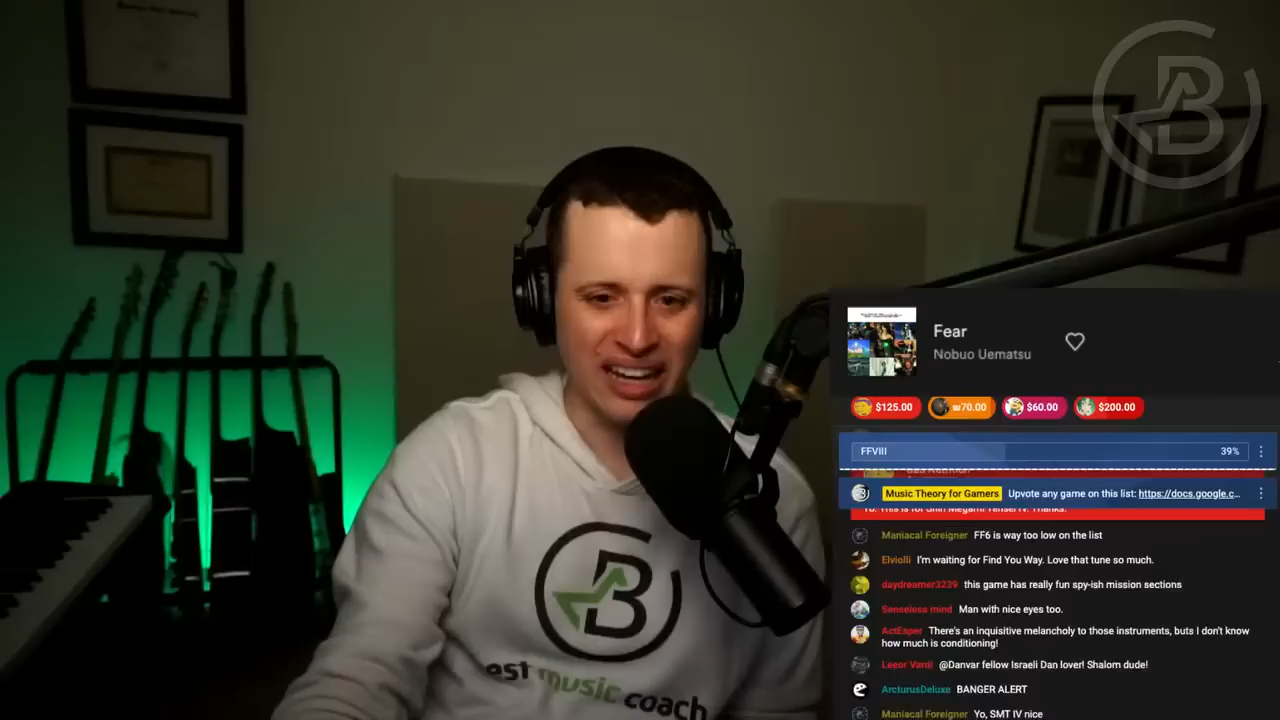 B
Fear
Nobuo Uematsu
$125.00
₪70.00
$60.00
$200.00
FFVIII
39%
Music Theory for Gamers Upvote any game on this list: https://docs.google.c...
Maniacal Foreigner FF6 is way too low on the list
Elviolli I'm waiting for Find You Way. Love that tune so much.
daydreamer3239 this game has really fun spy-ish mission sections
Senseless mind Man with nice eyes too.
ActEsper There's an inquisitive melancholy to those instruments, buts I don't know
how much is conditioning!
Leeor Vardi @Danvar fellow Israeli Dan lover! Shalom dude!
ArcturusDeluxe BANGER ALERT
Maniacal Foreigner Yo, SMT IV nice
B
est music coach